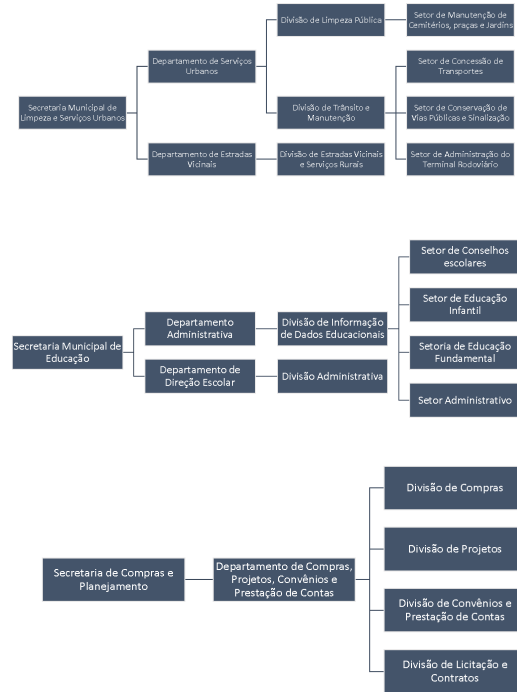 Divisão de Limpeza Pública
Setor de Manutenção de
Cemitérios, praças e Jardins
Departamento de Serviços
Urbanos
Setor de Concessão de
Transportes
Secretaria Municipal de
Limpeza e Serviços Urbanos
Divisão de Trânsito e
Manutenção
Setor de Conservação de
Vias Públicas e Sinalização
Departamento de Estradas
Vicinais
Divisão de Estradas Vicinais
e Serviços Rurais
Setor de Administração do
Terminal Rodoviário
Setor de Conselhos
escolares
Setor de Educação
Infantil
Departamento
Administrativa
Divisão de Informação
de Dados Educacionais
Secretaria Municipal de
Educação
Setoria de Educação
Fundamental
Departamento de
Direção Escolar
Divisão Administrativa
Setor Administrativo
Divisão de Compras
Divisão de Projetos
Secretaria de Compras e
Planejamento
Departamento de Compras,
Projetos, Convênios e
Prestação de Contas
Divisão de Convênios e
Prestação de Contas
Divisão de Licitação e
Contratos